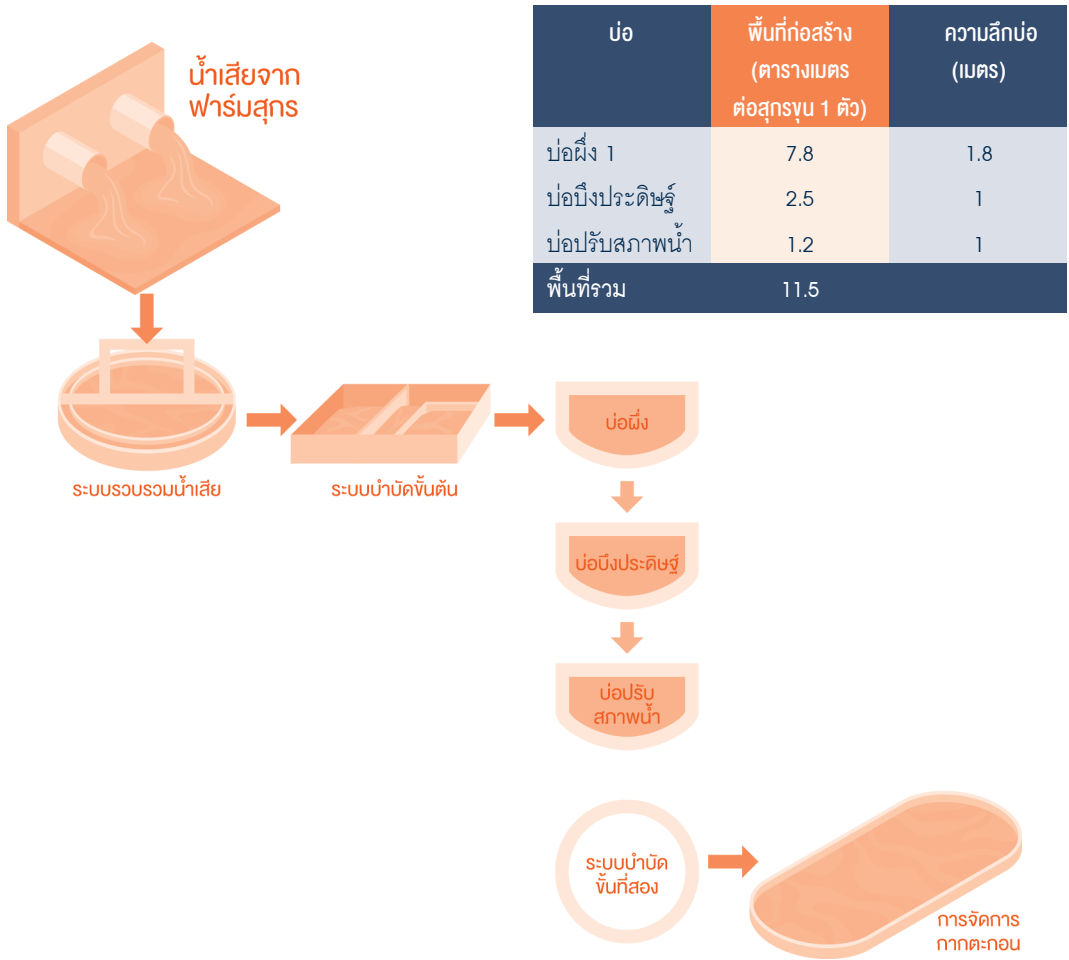 น้ำเสียจาก
ฟาร์มสุกร
บ่อ พื้นที่ก่อสร้าง ความลึกบ่อ
(ตารางเมตร (เมตร)
ต่อสุกรขุน 1 ตัว)
บ่อผึ่ง 1 7.8 1.8
บ่อบึงประดิษฐ์ 2.5 1
บ่อปรับสภาพน้ำ 1.2 1
พื้นที่รวม 11.5
ระบบรวบรวมน้ำเสีย
ระบบบำบัดขั้นต้น
บ่อผึ่ง
บ่อบึงประดิษฐ์
บ่อปรับ
สภาพน้ำ
ระบบบำบัด
ขั้นที่สอง
การจัดการ
กากตะกอน